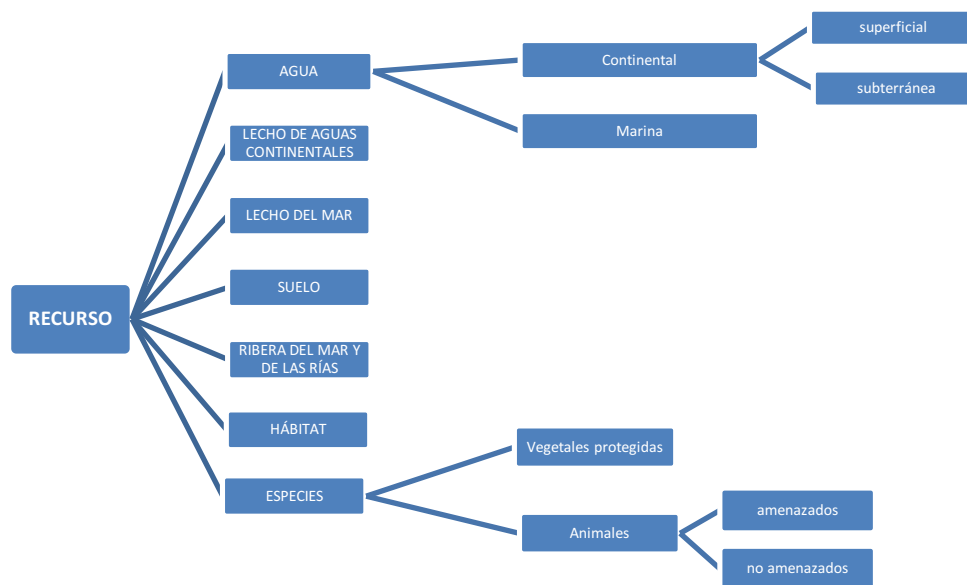 RECURSO
AGUA
Continental
superficial
subterránea
Marina
LECHO DE AGUAS
CONTINENTALES
LECHO DEL MAR
SUELO
RIBERA DEL MAR Y
DE LAS RÍAS
HÁBITAT
ESPECIES
Vegetales protegidas
Animales
amenazados
no amenazados